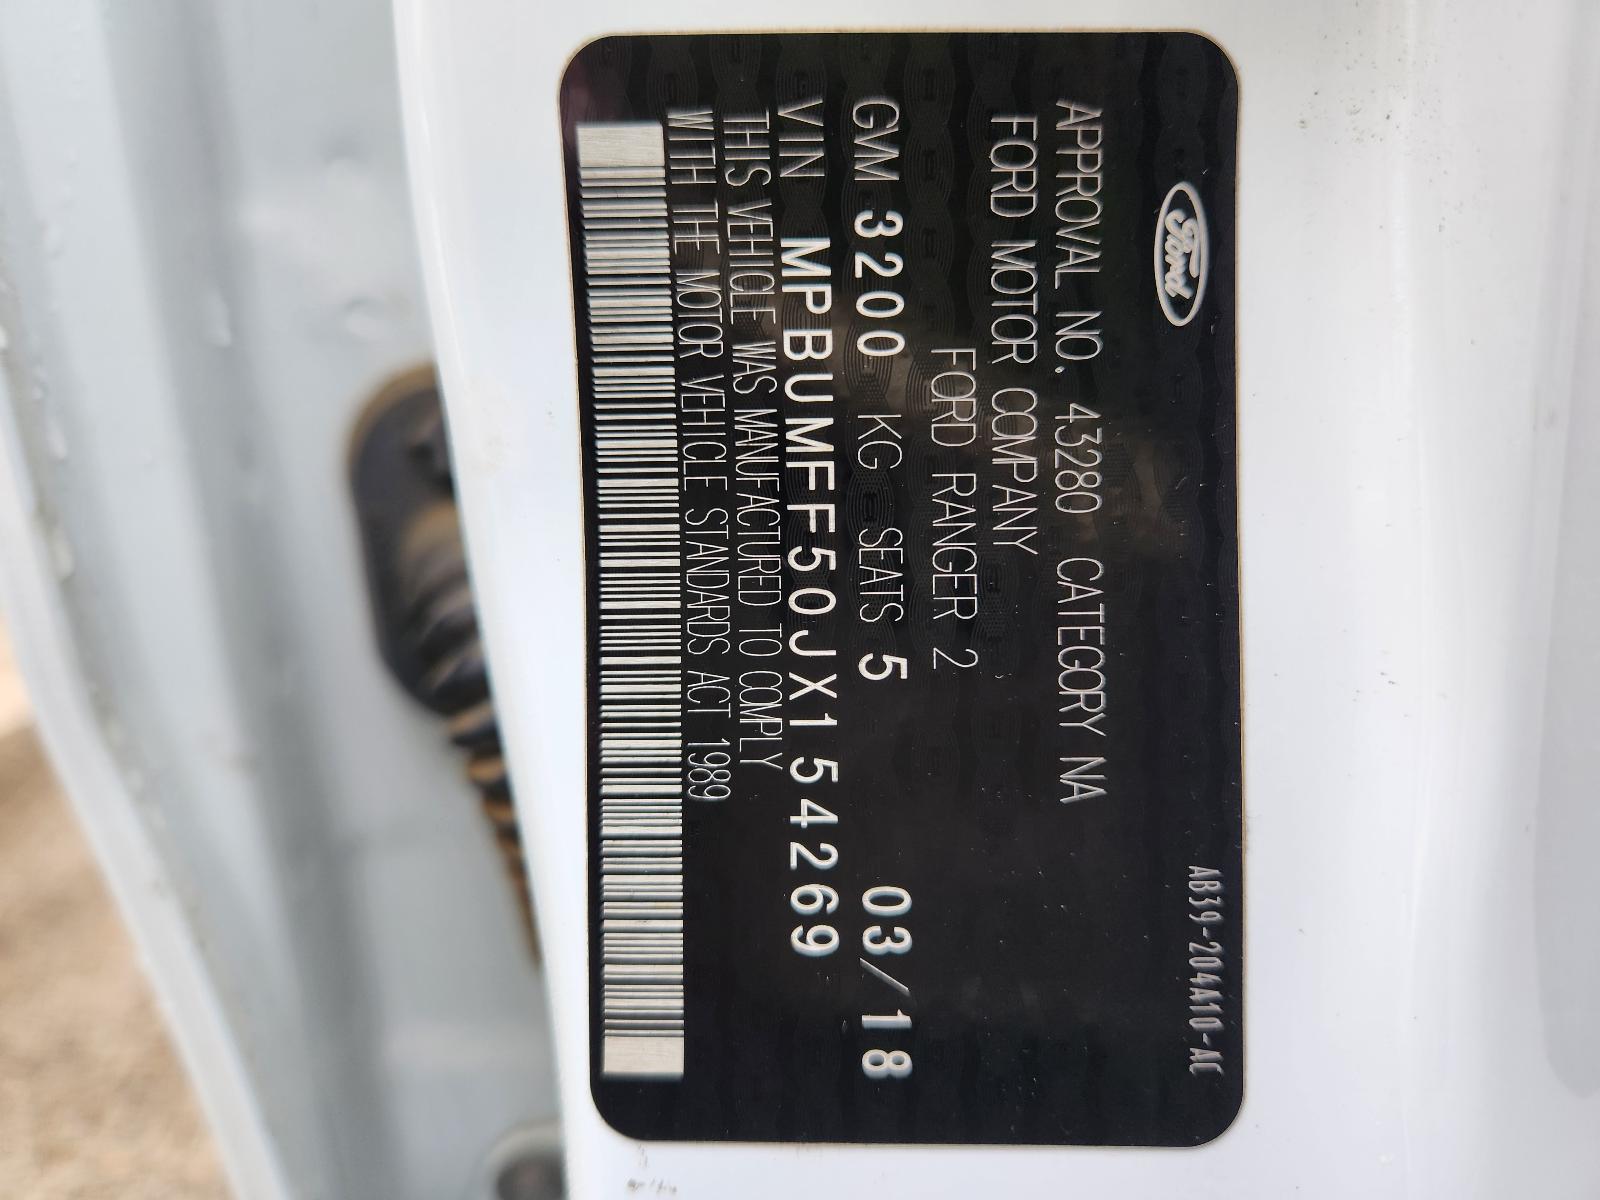 Ford
AB39-204A10-AC
APPROVAL NO. 43280 CATEGORY NA
FORD MOTOR COMPANY
FORD RANGER 2
GVM 3200 KG SEATS 5 03/18
VIN MPBUMFF50JX154269
THIS VEHICLE WAS MANUFACTURED TO COMPLY
WITH THE MOTOR VEHICLE STANDARDS ACT 1989